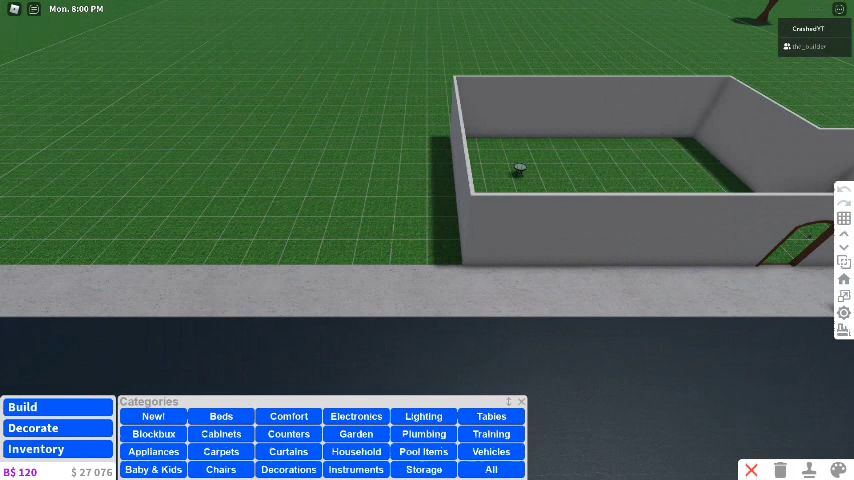 Mon. 8:00 PM
CrashedYT
the_builder
Build
Decorate
Inventory
B$ 120 $ 27 076
Categories
New! Beds Comfort Electronics Lighting Tables
Blockbux Cabinets Counters Garden Plumbing Training
Appliances Carpets Curtains Household Pool Items Vehicles
Baby & Kids Chairs Decorations Instruments Storage All